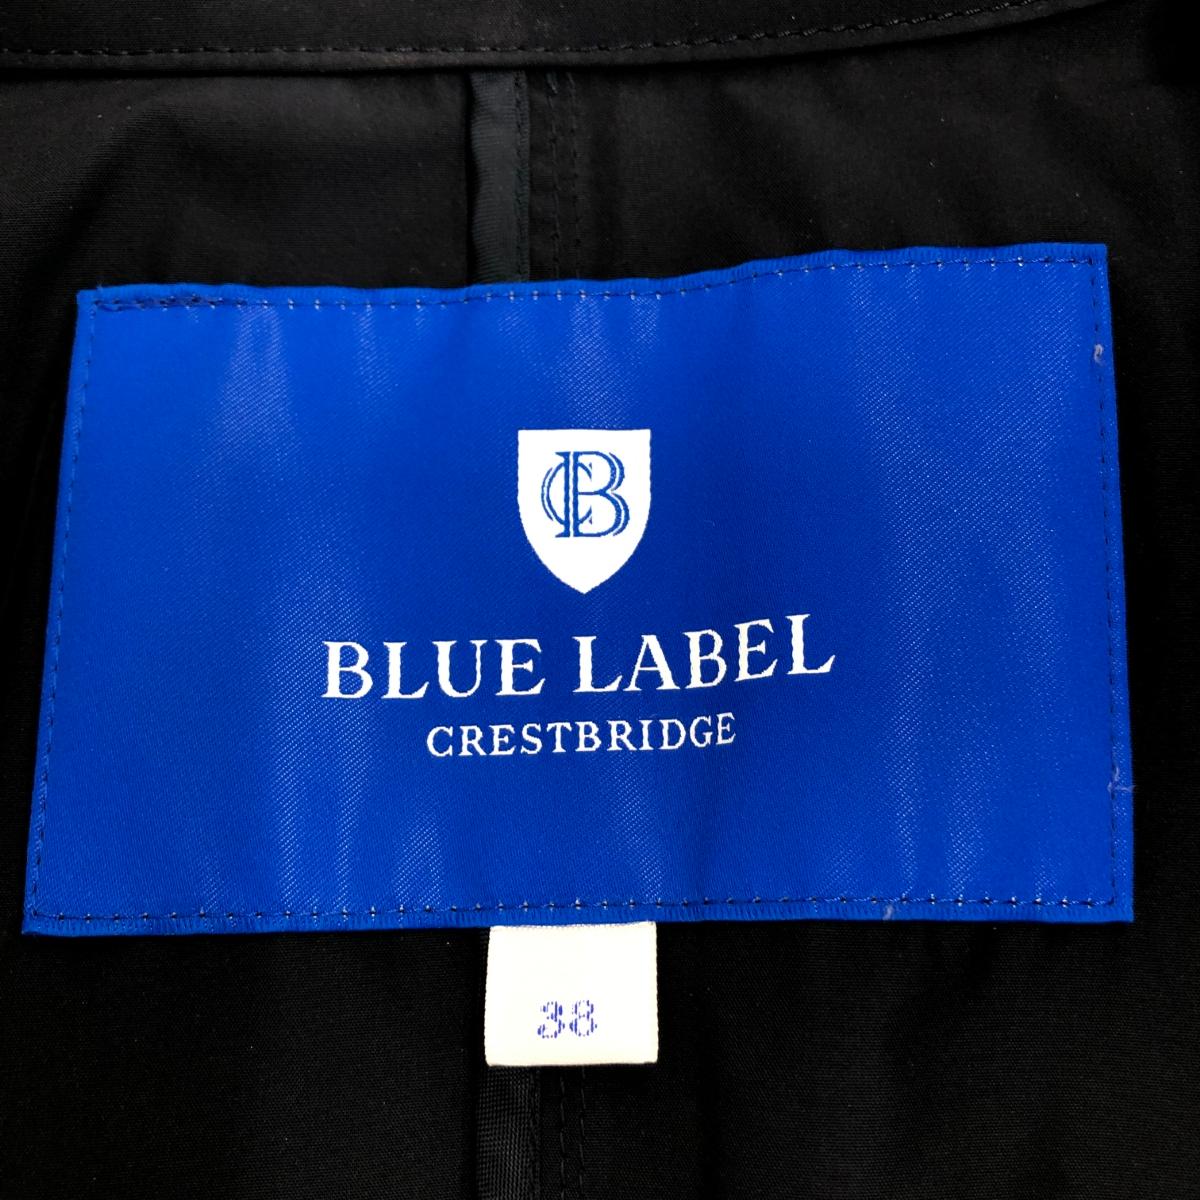 CB
BLUE LABEL
CRESTBRIDGE
38